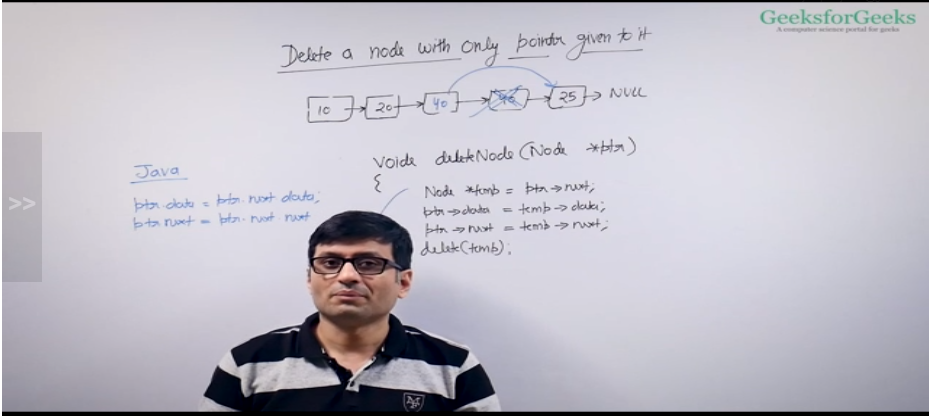 GeeksforGeeks
A computer science portal for geeks
Delete a node with only pointer given to it
10 → 20 → 40 → 40 → 25 → NULL
Java
ptr.data = ptr.next.data;
ptr.next = ptr.next.next
Voide deleteNode(Node *ptr)
{
Node *temp = ptr→next;
ptr→data = temp→data;
ptr→next = temp→next;
delete(temp);
>>